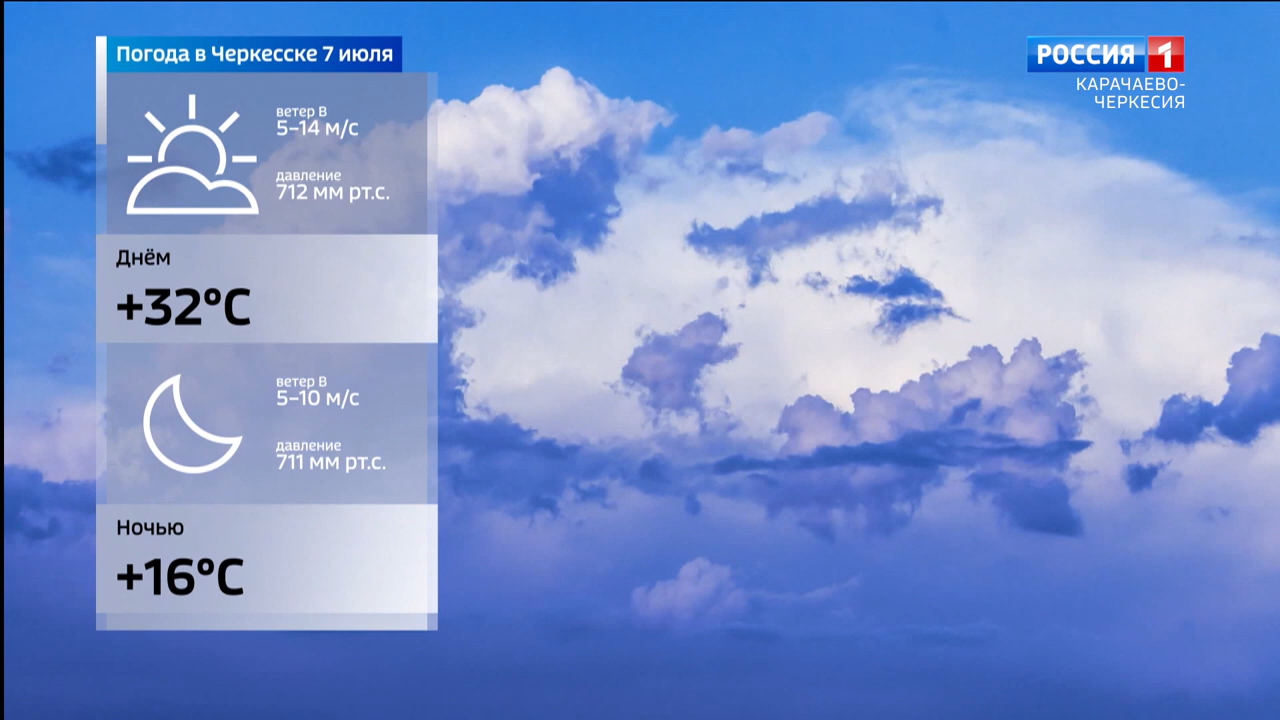 Погода в Черкесске 7 июля
РОССИЯ 1
КАРАЧАЕВО-
ЧЕРКЕСИЯ
ветер В
5–14 м/с
давление
712 мм рт.с.
Днём
+32°C
ветер В
5–10 м/с
давление
711 мм рт.с.
Ночью
+16°C